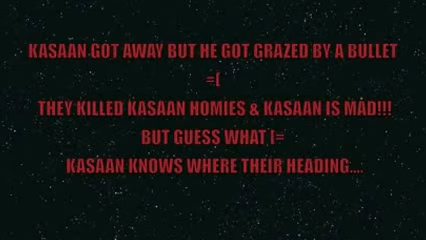 KASAAN GOT AWAY BUT HE GOT GRAZED BY A BULLET
=[
THEY KILLED KASAAN HOMIES & KASAAN IS MAD!!!
BUT GUESS WHAT [=
KASAAN KNOWS WHERE THEIR HEADING....